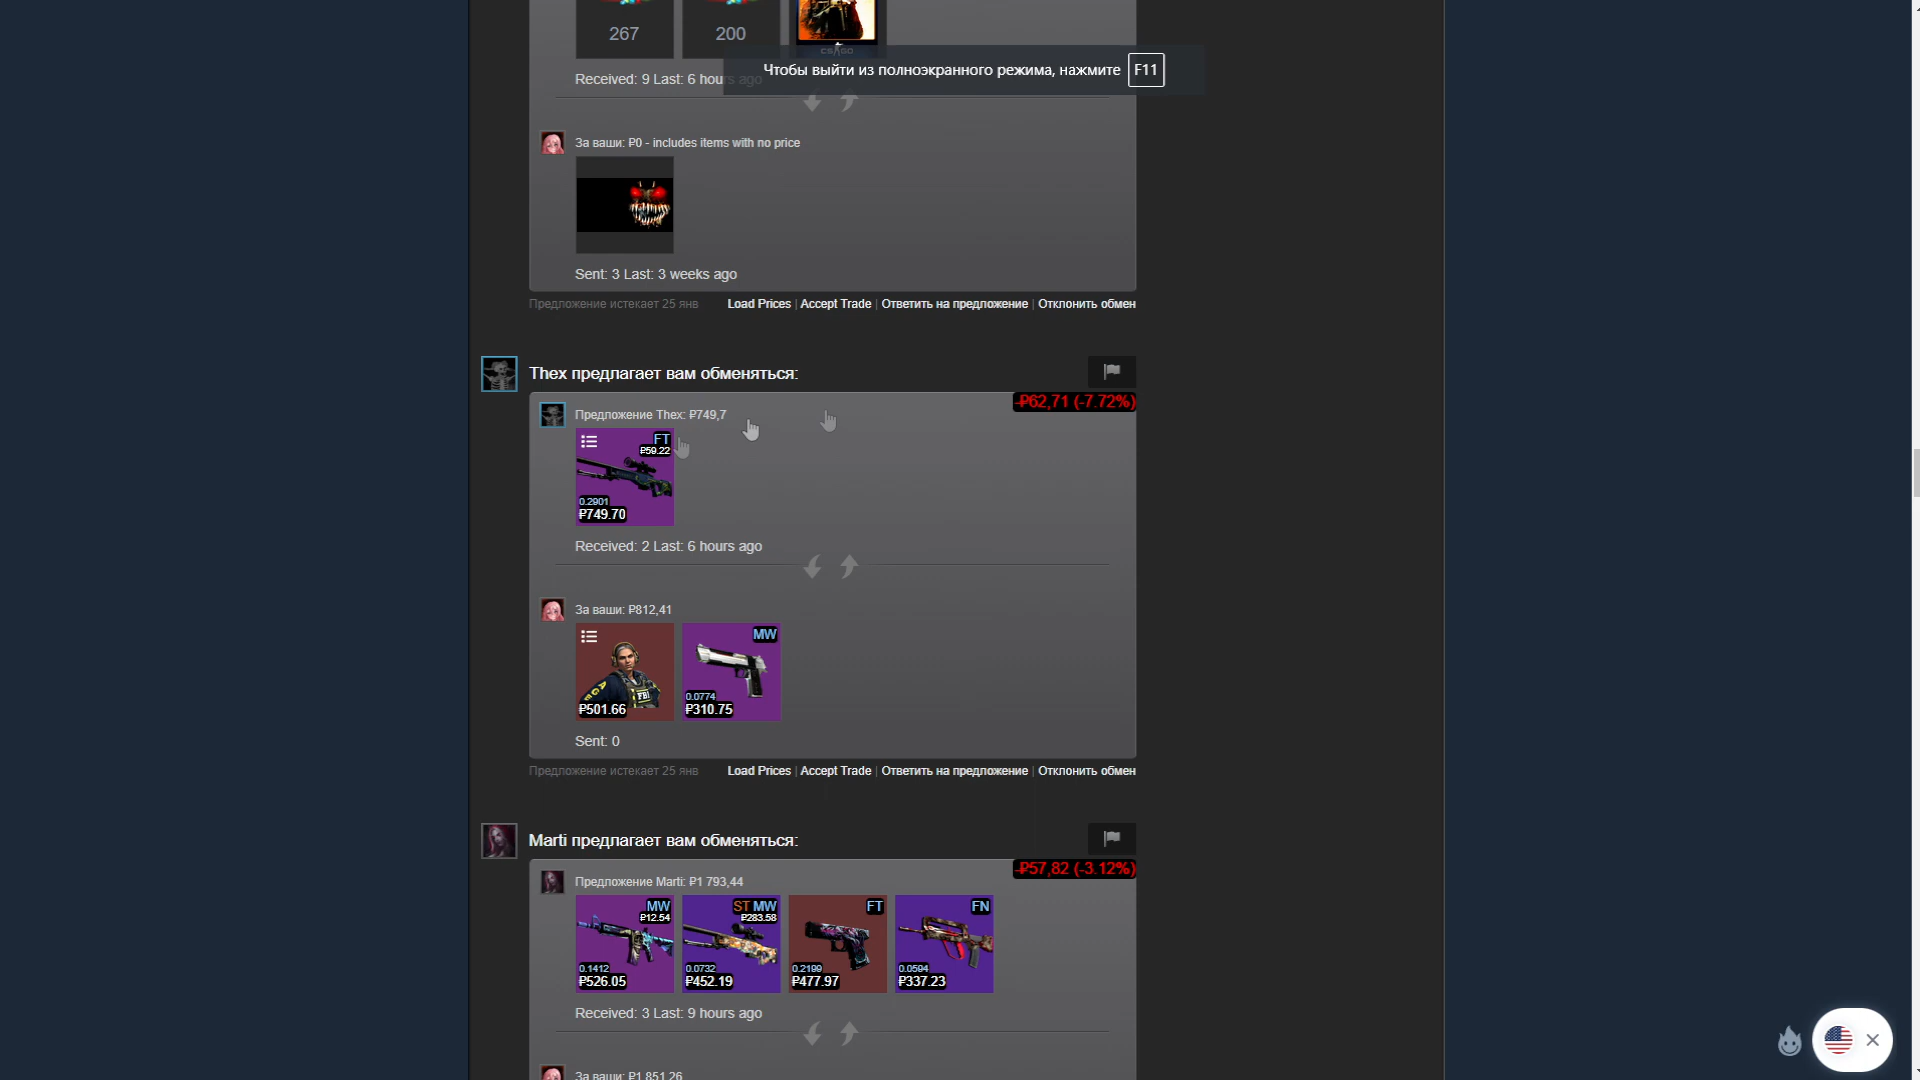 267
200
CS GO
Чтобы выйти из полноэкранного режима, нажмите F11
Received: 9 Last: 6 hours ago
За ваши: ₽0 - includes items with no price
Sent: 3 Last: 3 weeks ago
Предложение истекает 25 янв
Load Prices | Accept Trade | Ответить на предложение | Отклонить обмен
Thex предлагает вам обменяться:
-₽62,71 (-7.72%)
Предложение Thex: ₽749,7
FT
₽59.22
0.2901
₽749.70
Received: 2 Last: 6 hours ago
За ваши: ₽812,41
MW
FBI
0.0774
₽501.66
₽310.75
Sent: 0
Предложение истекает 25 янв
Load Prices | Accept Trade | Ответить на предложение | Отклонить обмен
Marti предлагает вам обменяться:
-₽57,82 (-3.12%)
Предложение Marti: ₽1 793,44
MW
ST MW
FT
FN
₽12.54
₽283.58
0.1412
0.0732
0.2199
0.0594
₽526.05
₽452.19
₽477.97
₽337.23
Received: 3 Last: 9 hours ago
За ваши: ₽1 851,26